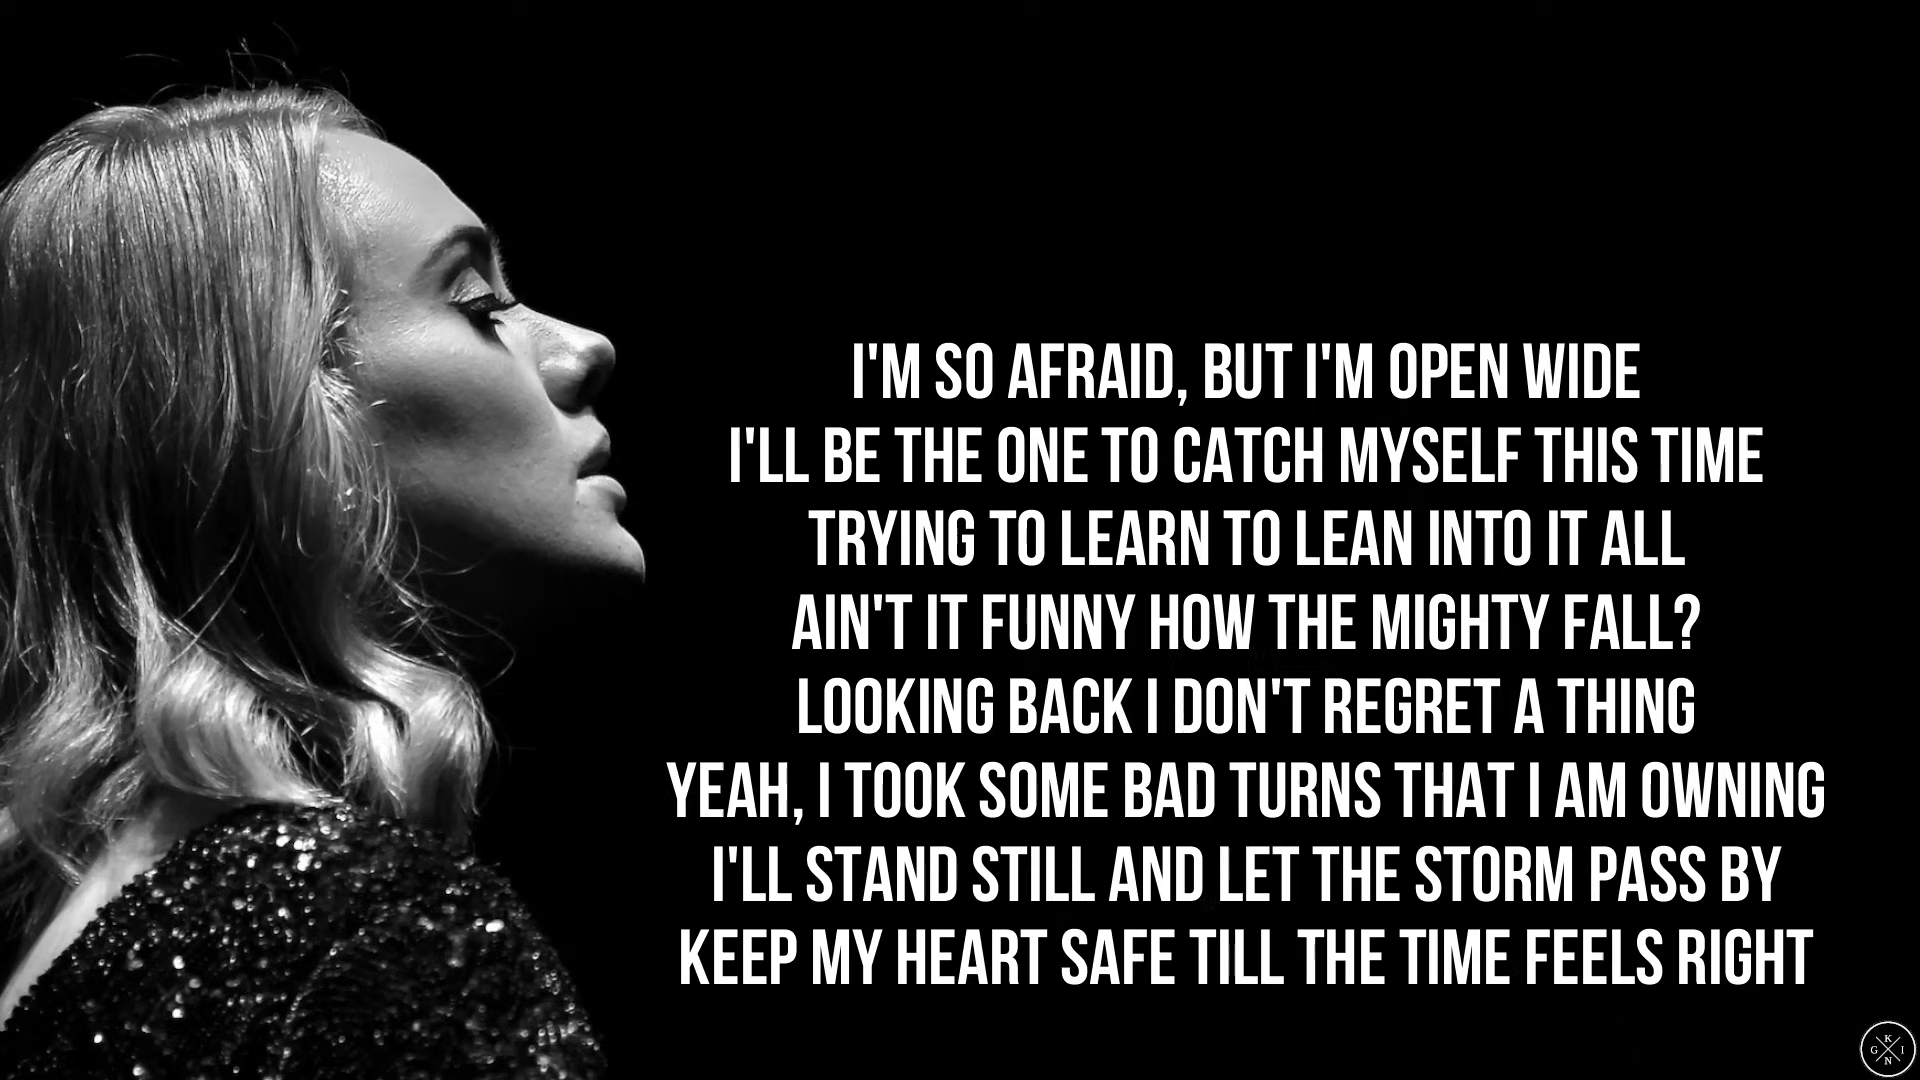 I'M SO AFRAID, BUT I'M OPEN WIDE
I'LL BE THE ONE TO CATCH MYSELF THIS TIME
TRYING TO LEARN TO LEAN INTO IT ALL
AIN'T IT FUNNY HOW THE MIGHTY FALL?
LOOKING BACK I DON'T REGRET A THING
YEAH, I TOOK SOME BAD TURNS THAT I AM OWNING
I'LL STAND STILL AND LET THE STORM PASS BY
KEEP MY HEART SAFE TILL THE TIME FEELS RIGHT
K
G I
N